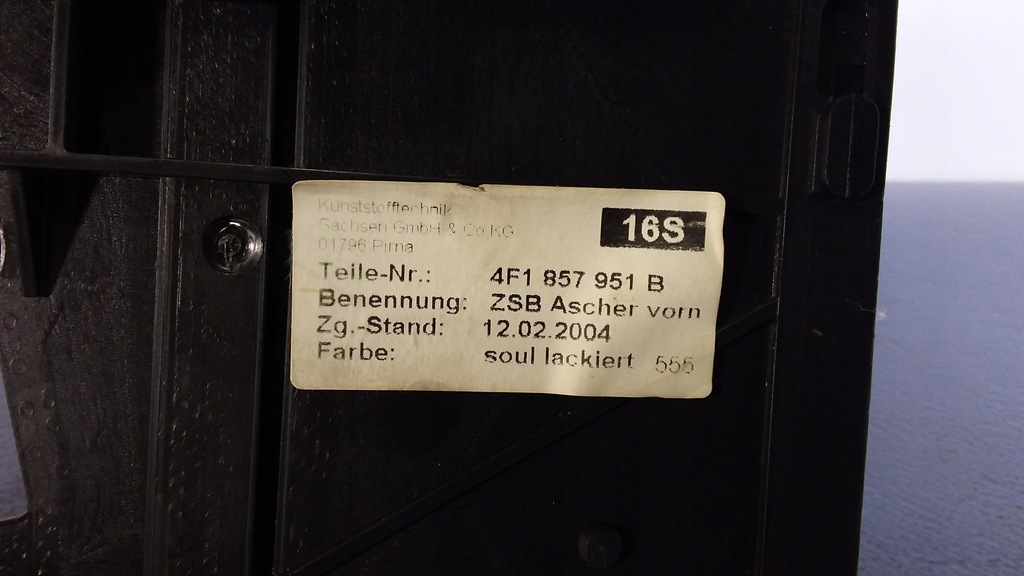 Kunststofftechnik
Sachsen GmbH & Co KG
01796 Pirna
16S
Teile-Nr.: 4F1 857 951 B
Benennung: ZSB Ascher vorn
Zg.-Stand: 12.02.2004
Farbe: soul lackiert 555